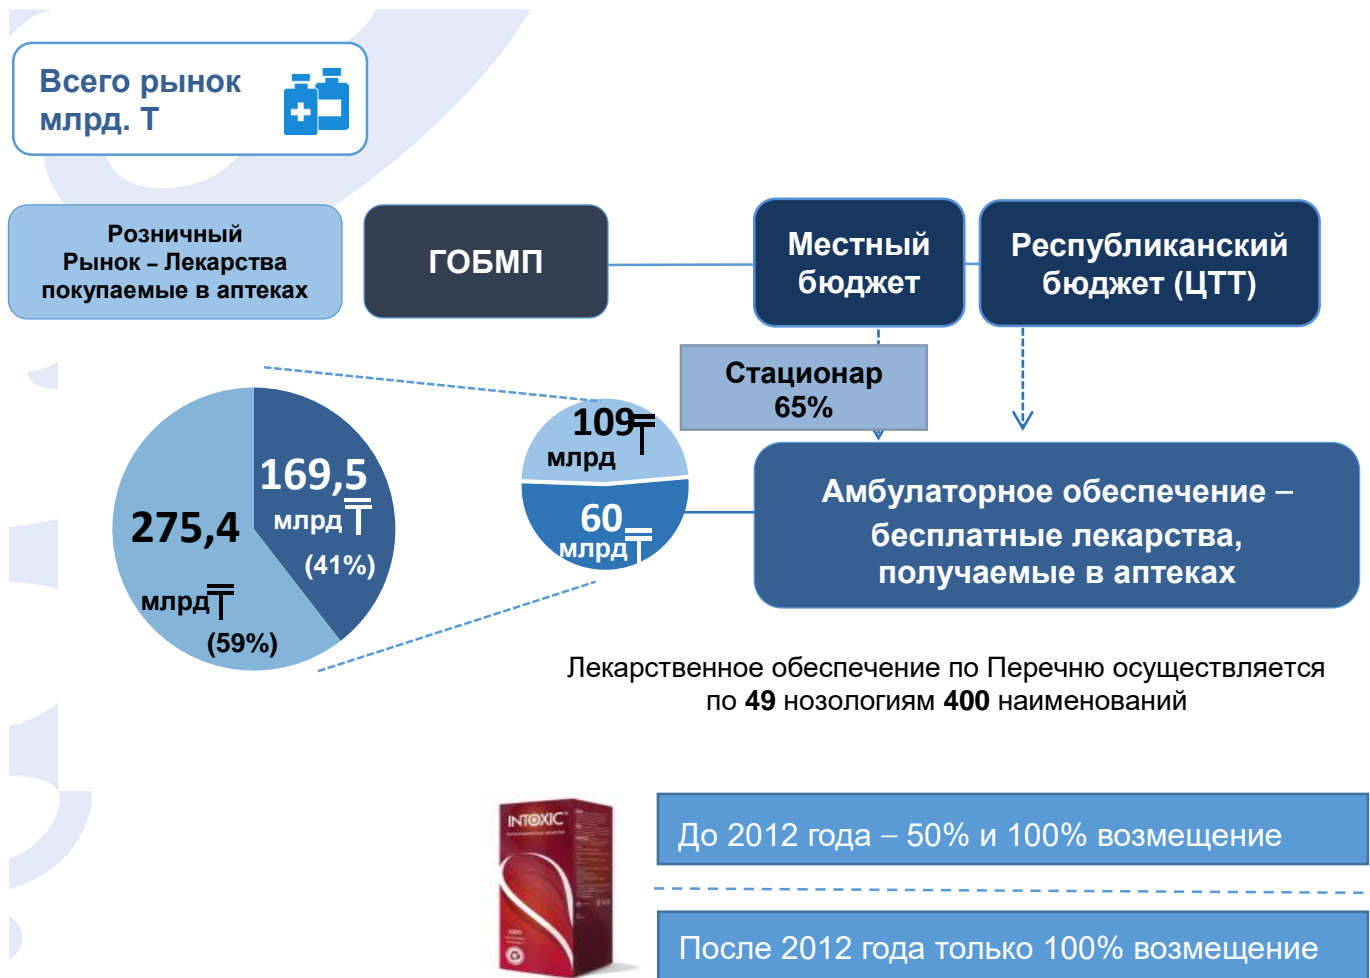 Всего рынок
млрд. Т
Розничный
Рынок – Лекарства
покупаемые в аптеках
ГОБМП
Местный
бюджет
Республиканский
бюджет (ЦТТ)
Стационар
65%
109 ₸
млрд
60
млрд ₸
169,5
млрд ₸
(41%)
275,4
млрд ₸
(59%)
Амбулаторное обеспечение –
бесплатные лекарства,
получаемые в аптеках
Лекарственное обеспечение по Перечню осуществляется
по 49 нозологиям 400 наименований
INTOXIC
До 2012 года – 50% и 100% возмещение
После 2012 года только 100% возмещение